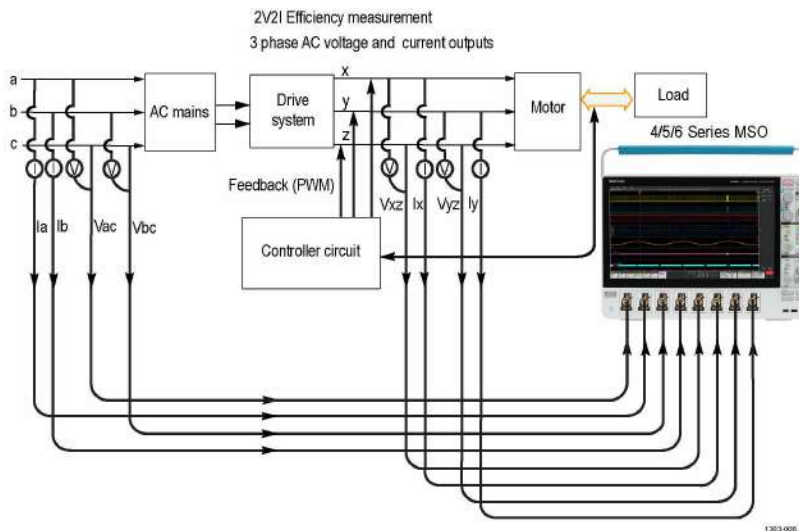 2V2I Efficiency measurement
3 phase AC voltage and current outputs
a
b
c
AC mains
Drive system
x
y
z
Motor
Load
4/5/6 Series MSO
I
I
V
V
V
I
V
I
Feedback (PWM)
Ia
Ib
Vac
Vbc
Vxz
Ix
Vyz
Iy
Controller circuit
1303-006